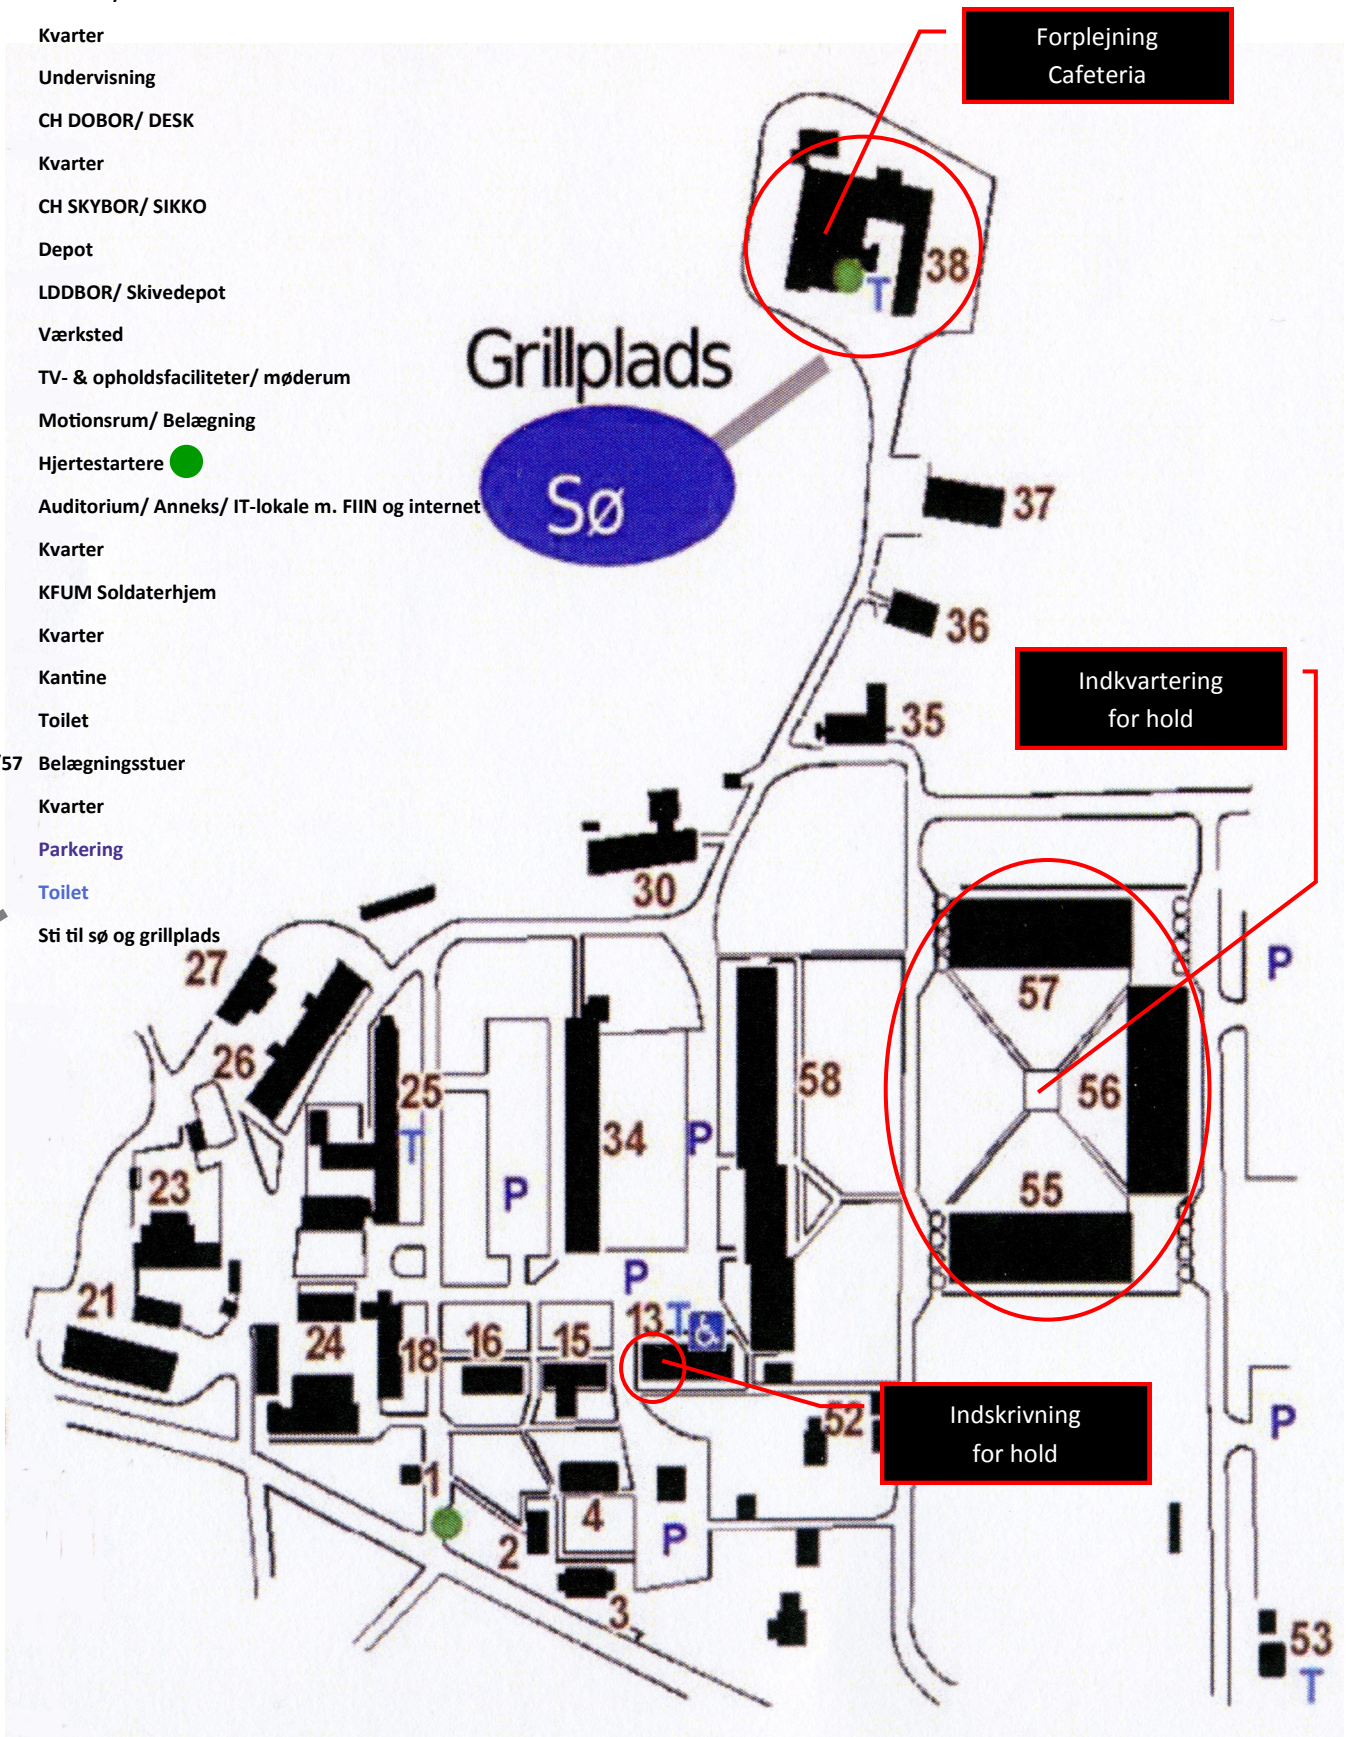 Kvarter
Undervisning
CH DOBOR/ DESK
Kvarter
CH SKYBOR/ SIKKO
Depot
LDDBOR/ Skivedepot
Værksted
TV- & opholdsfaciliteter/ møderum
Motionsrum/ Belægning
Hjertestartere
Auditorium/ Anneks/ IT-lokale m. FIIN og internet
Kvarter
KFUM Soldaterhjem
Kvarter
Kantine
Toilet
57 Belægningsstuer
Kvarter
Parkering
Toilet
Sti til sø og grillplads
Forplejning
Cafeteria
38
T
Grillplads
Sø
37
36
Indkvartering
for hold
35
30
27
57
P
26
25
58
56
T
34
P
23
P
55
P
21
13 T
24
18
16
15
Indskrivning
for hold
52
P
1
4
2
P
3
53
T